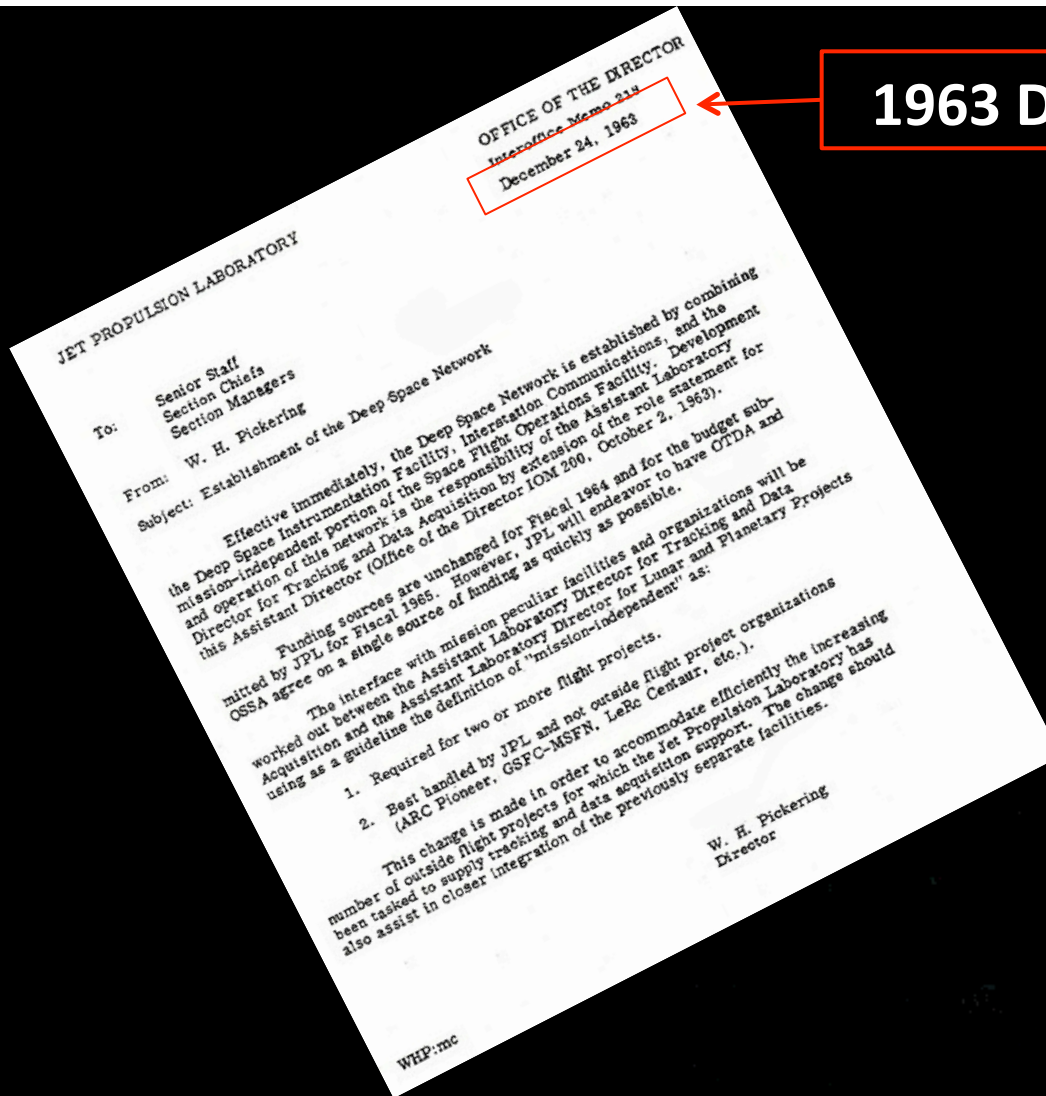 OFFICE OF THE DIRECTOR
Interoffice Memo 218
December 24, 1963
1963 D
JET PROPULSION LABORATORY
To: Senior Staff
Section Chiefs
Section Managers
From: W. H. Pickering
Subject: Establishment of the Deep Space Network
Effective immediately, the Deep Space Network is established by combining
the Deep Space Instrumentation Facility, Interstation Communications, and the
mission-independent portion of the Space Flight Operations Facility. Development
and operation of this network is the responsibility of the Assistant Laboratory
Director for Tracking and Data Acquisition by extension of the role statement for
this Assistant Director (Office of the Director IOM 200, October 2, 1963).
Funding sources are unchanged for Fiscal 1964 and for the budget sub-
mitted by JPL for Fiscal 1965. However, JPL will endeavor to have OTDA and
OSSA agree on a single source of funding as quickly as possible.
The interface with mission peculiar facilities and organizations will be
worked out between the Assistant Laboratory Director for Tracking and Data
Acquisition and the Assistant Laboratory Director for Lunar and Planetary Projects
using as a guideline the definition of "mission-independent" as:
1. Required for two or more flight projects.
2. Best handled by JPL and not outside flight project organizations
(ARC Pioneer, GSFC-MSFN, LeRc Centaur, etc.).
This change is made in order to accommodate efficiently the increasing
number of outside flight projects for which the Jet Propulsion Laboratory has
been tasked to supply tracking and data acquisition support. The change should
also assist in closer integration of the previously separate facilities.
W. H. Pickering
Director
WHP:mc